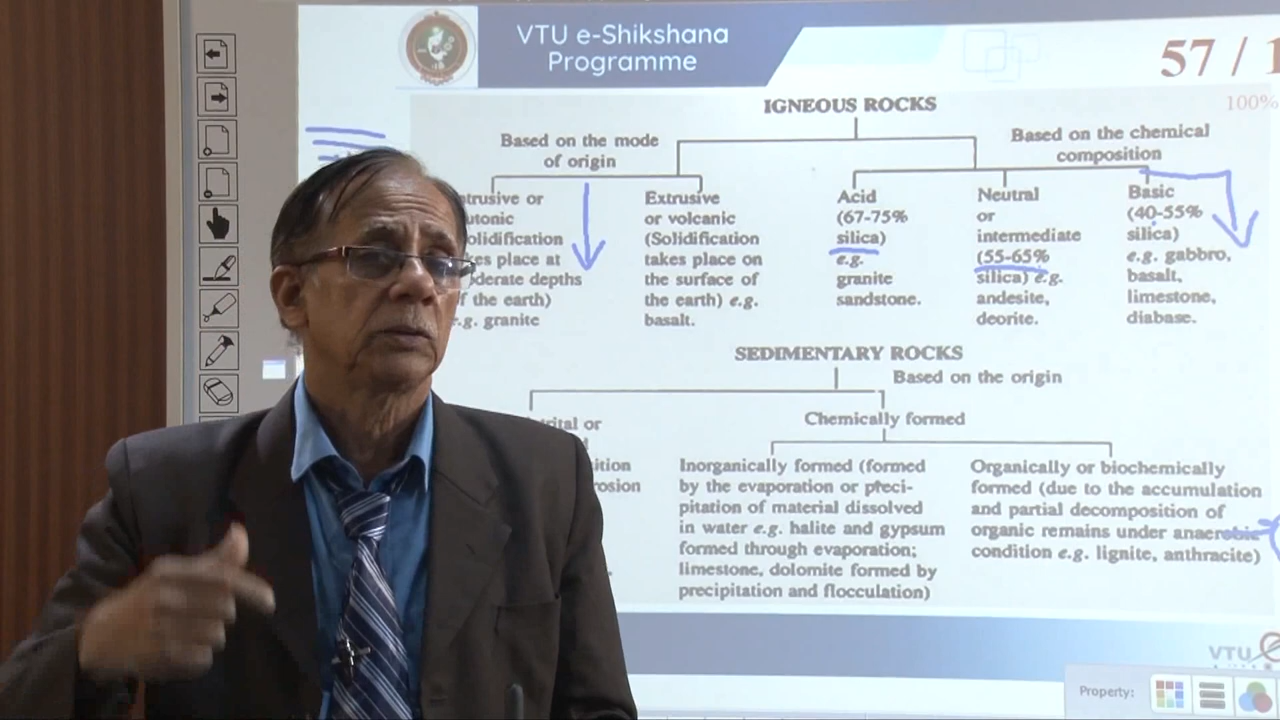 VTU e-Shikshana
Programme
57 / 1
100%
IGNEOUS ROCKS
Based on the mode
of origin
Based on the chemical
composition
trusive or
utonic
olidification
es place at
derate depths
f the earth)
.g. granite
Extrusive
or volcanic
(Solidification
takes place on
the surface of
the earth) e.g.
basalt.
Acid
(67-75%
silica)
e.g.
granite
sandstone.
Neutral
or
intermediate
(55-65%
silica) e.g.
andesite,
deorite.
Basic
(40-55%
silica)
e.g. gabbro,
basalt,
limestone,
diabase.
SEDIMENTARY ROCKS
Based on the origin
trital or
ition
rosion
Chemically formed
Inorganically formed (formed
by the evaporation or preci-
pitation of material dissolved
in water e.g. halite and gypsum
formed through evaporation;
limestone, dolomite formed by
precipitation and flocculation)
Organically or biochemically
formed (due to the accumulation
and partial decomposition of
organic remains under anaerobic
condition e.g. lignite, anthracite)
VTU
Property: